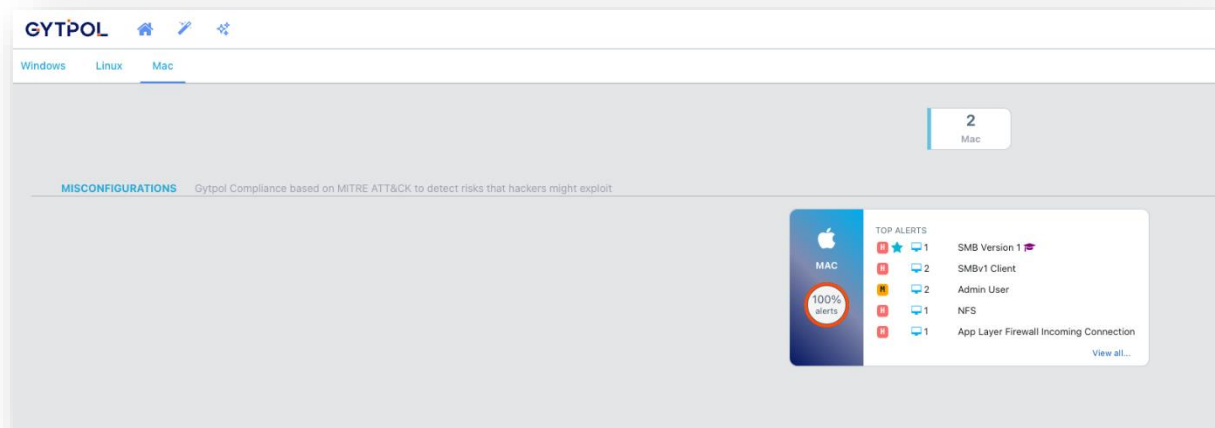 GYTPOL
Windows Linux Mac
2
Mac
MISCONFIGURATIONS Gytpol Compliance based on MITRE ATT&CK to detect risks that hackers might exploit
MAC
100%
alerts
TOP ALERTS
H 1 SMB Version 1
H 2 SMBv1 Client
M 2 Admin User
H 1 NFS
H 1 App Layer Firewall Incoming Connection
View all...